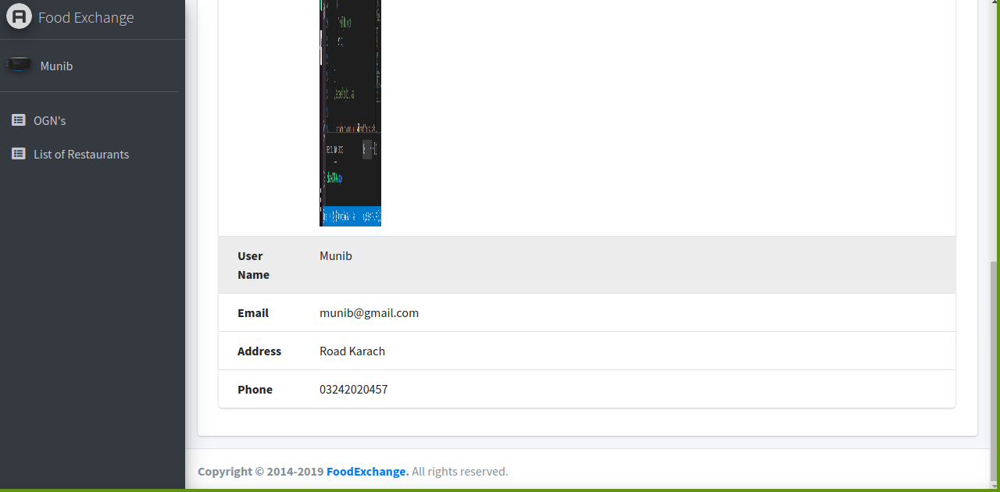 Food Exchange
Munib
OGN's
List of Restaurants
User
Name
Munib
Email
munib@gmail.com
Address
Road Karach
Phone
03242020457
Copyright © 2014-2019 FoodExchange. All rights reserved.